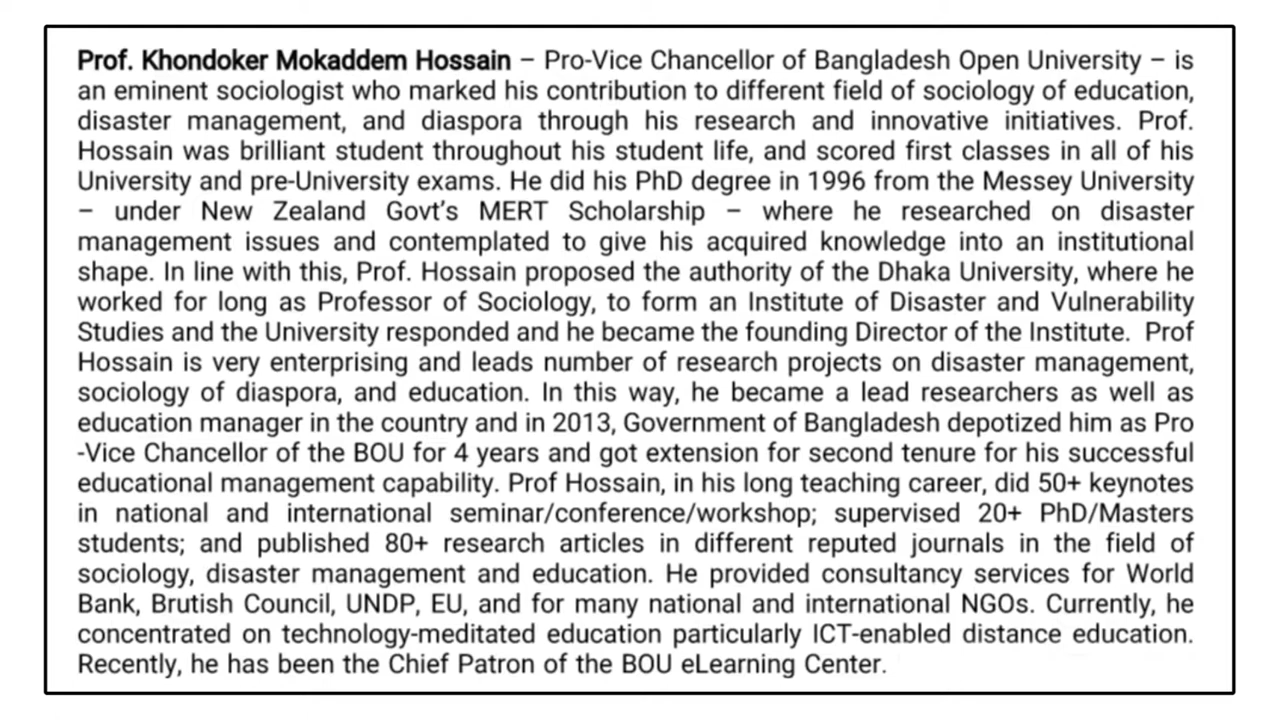 Prof. Khondoker Mokaddem Hossain – Pro-Vice Chancellor of Bangladesh Open University – is
an eminent sociologist who marked his contribution to different field of sociology of education,
disaster management, and diaspora through his research and innovative initiatives. Prof.
Hossain was brilliant student throughout his student life, and scored first classes in all of his
University and pre-University exams. He did his PhD degree in 1996 from the Messey University
– under New Zealand Govt's MERT Scholarship – where he researched on disaster
management issues and contemplated to give his acquired knowledge into an institutional
shape. In line with this, Prof. Hossain proposed the authority of the Dhaka University, where he
worked for long as Professor of Sociology, to form an Institute of Disaster and Vulnerability
Studies and the University responded and he became the founding Director of the Institute. Prof
Hossain is very enterprising and leads number of research projects on disaster management,
sociology of diaspora, and education. In this way, he became a lead researchers as well as
education manager in the country and in 2013, Government of Bangladesh depotized him as Pro
-Vice Chancellor of the BOU for 4 years and got extension for second tenure for his successful
educational management capability. Prof Hossain, in his long teaching career, did 50+ keynotes
in national and international seminar/conference/workshop; supervised 20+ PhD/Masters
students; and published 80+ research articles in different reputed journals in the field of
sociology, disaster management and education. He provided consultancy services for World
Bank, Brutish Council, UNDP, EU, and for many national and international NGOs. Currently, he
concentrated on technology-meditated education particularly ICT-enabled distance education.
Recently, he has been the Chief Patron of the BOU eLearning Center.